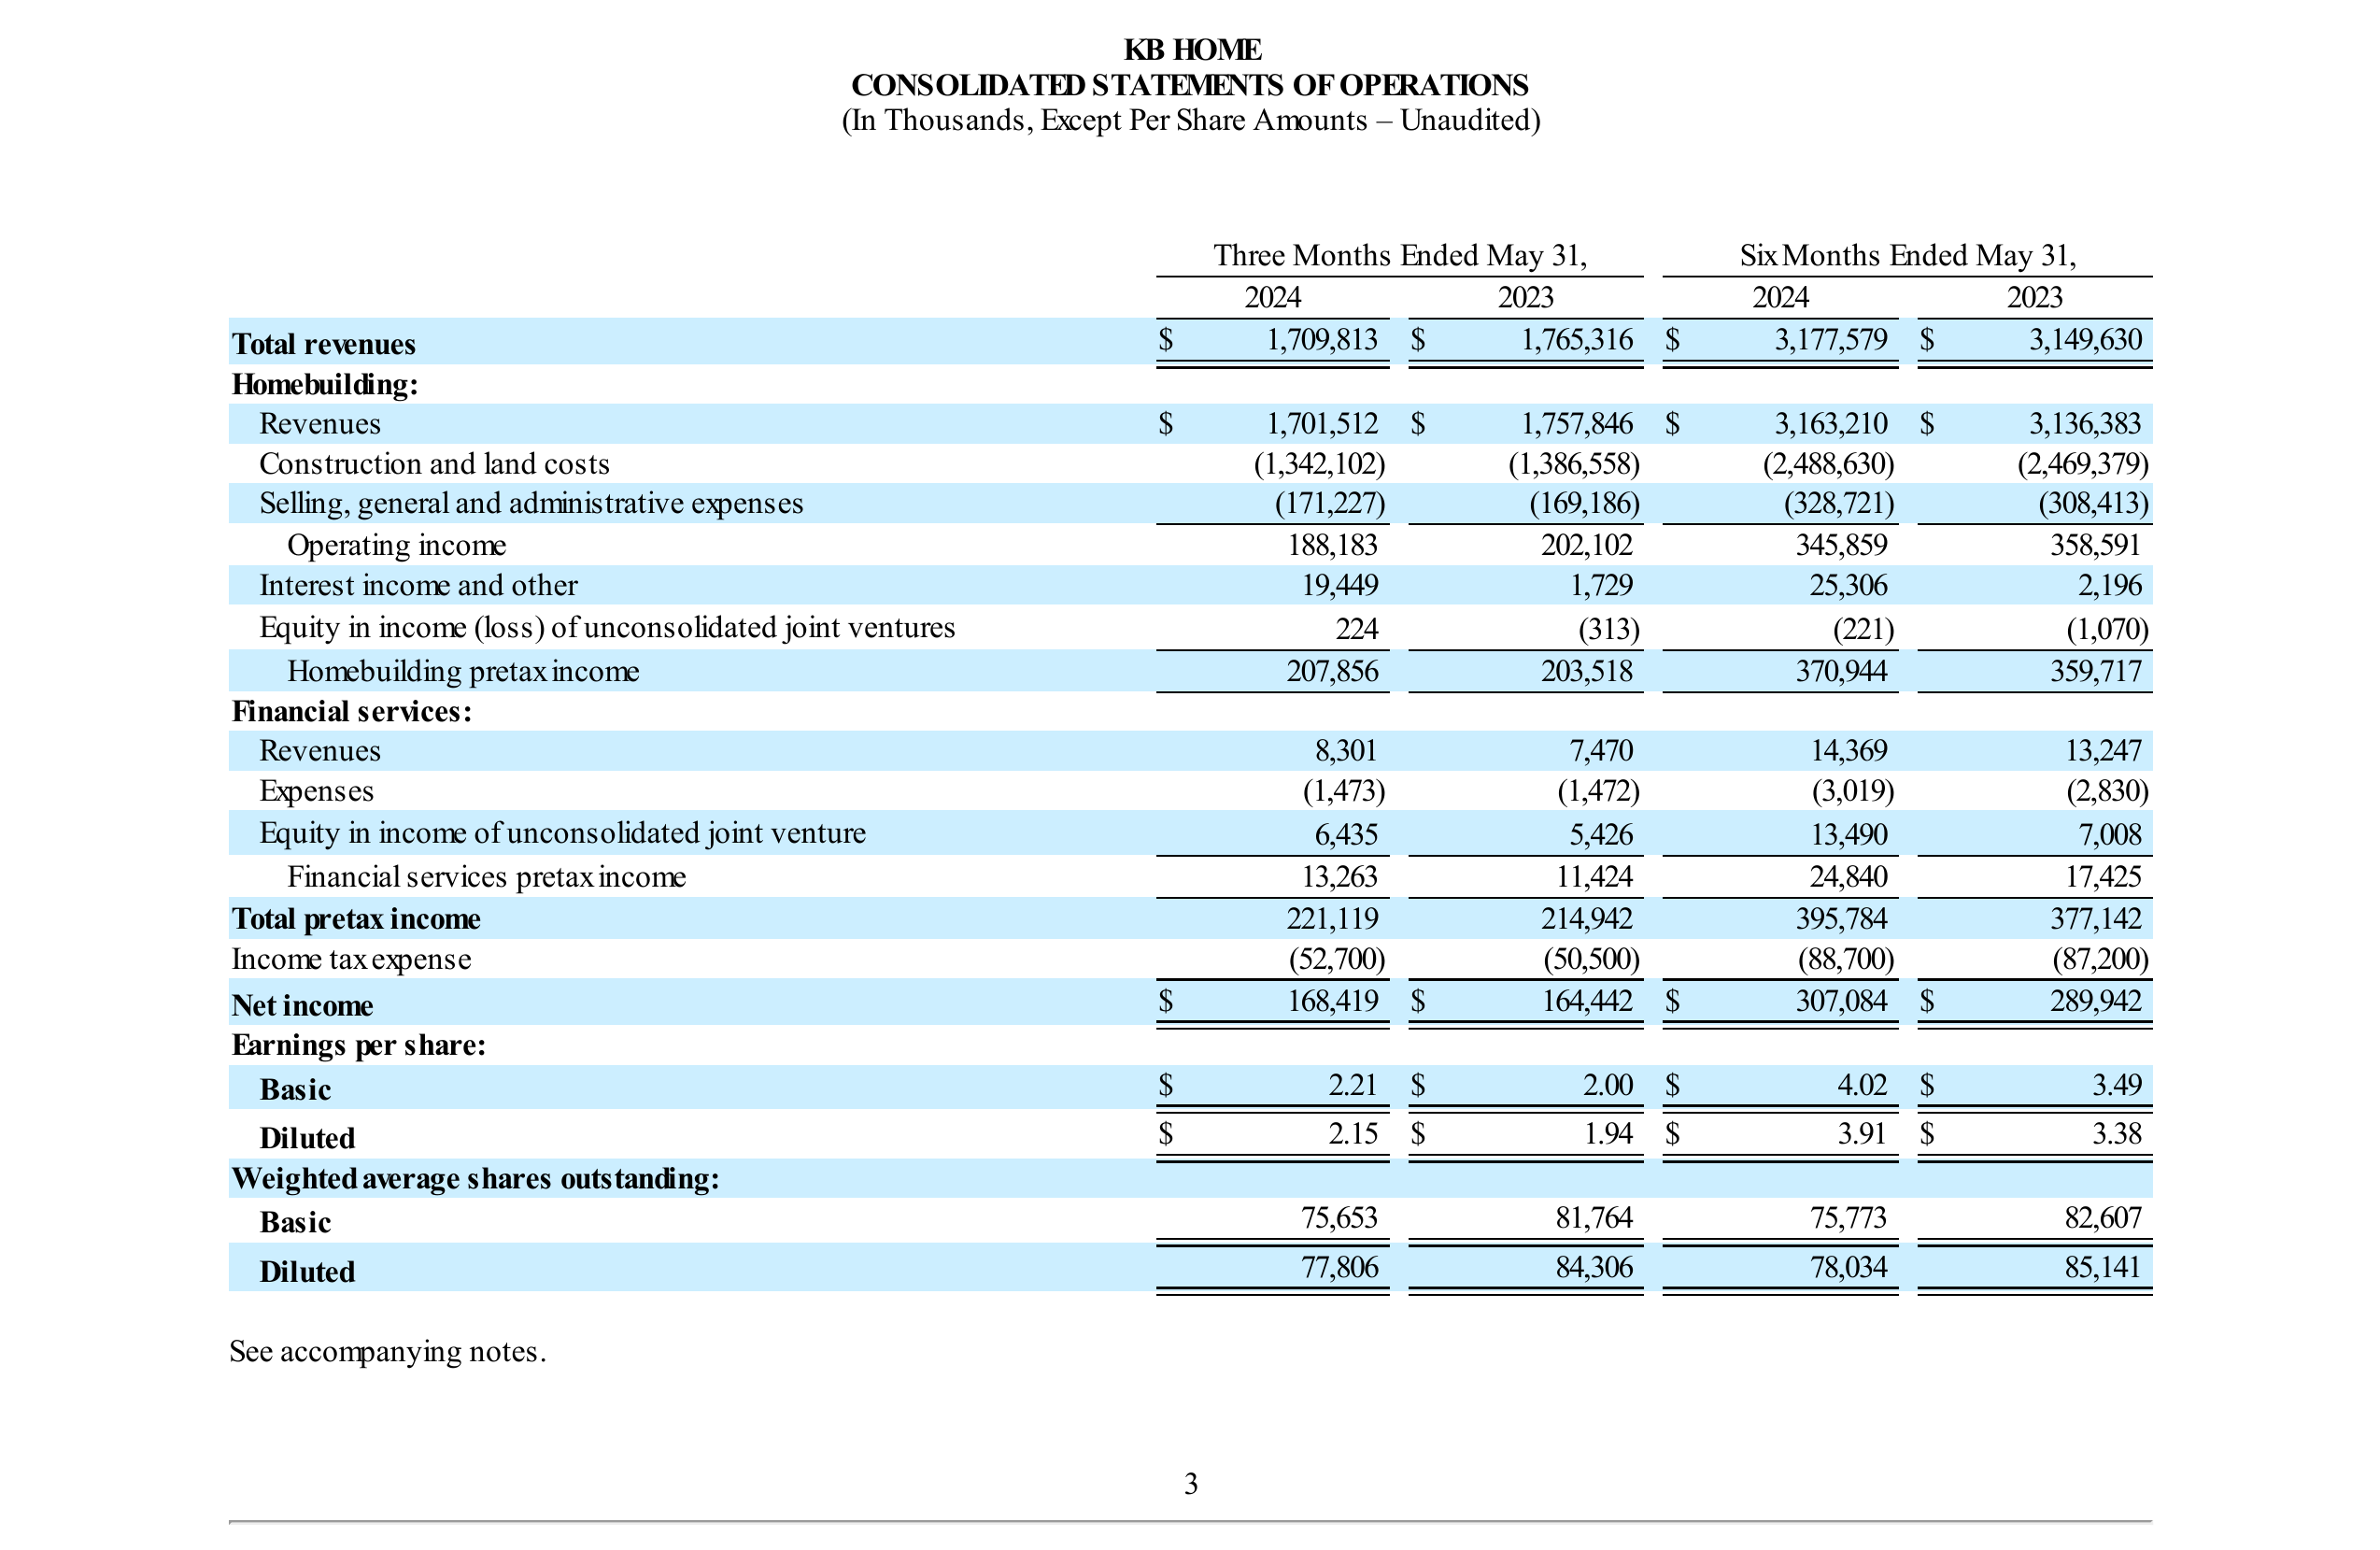 KB HOME
CONSOLIDATED STATEMENTS OF OPERATIONS
(In Thousands, Except Per Share Amounts – Unaudited)
Three Months Ended May 31, Six Months Ended May 31,
2024 2023 2024 2023
Total revenues $ 1,709,813 $ 1,765,316 $ 3,177,579 $ 3,149,630
Homebuilding:
Revenues $ 1,701,512 $ 1,757,846 $ 3,163,210 $ 3,136,383
Construction and land costs (1,342,102) (1,386,558) (2,488,630) (2,469,379)
Selling, general and administrative expenses (171,227) (169,186) (328,721) (308,413)
Operating income 188,183 202,102 345,859 358,591
Interest income and other 19,449 1,729 25,306 2,196
Equity in income (loss) of unconsolidated joint ventures 224 (313) (221) (1,070)
Homebuilding pretax income 207,856 203,518 370,944 359,717
Financial services:
Revenues 8,301 7,470 14,369 13,247
Expenses (1,473) (1,472) (3,019) (2,830)
Equity in income of unconsolidated joint venture 6,435 5,426 13,490 7,008
Financial services pretax income 13,263 11,424 24,840 17,425
Total pretax income 221,119 214,942 395,784 377,142
Income tax expense (52,700) (50,500) (88,700) (87,200)
Net income $ 168,419 $ 164,442 $ 307,084 $ 289,942
Earnings per share:
Basic $ 2.21 $ 2.00 $ 4.02 $ 3.49
Diluted $ 2.15 $ 1.94 $ 3.91 $ 3.38
Weighted average shares outstanding:
Basic 75,653 81,764 75,773 82,607
Diluted 77,806 84,306 78,034 85,141
See accompanying notes.
3